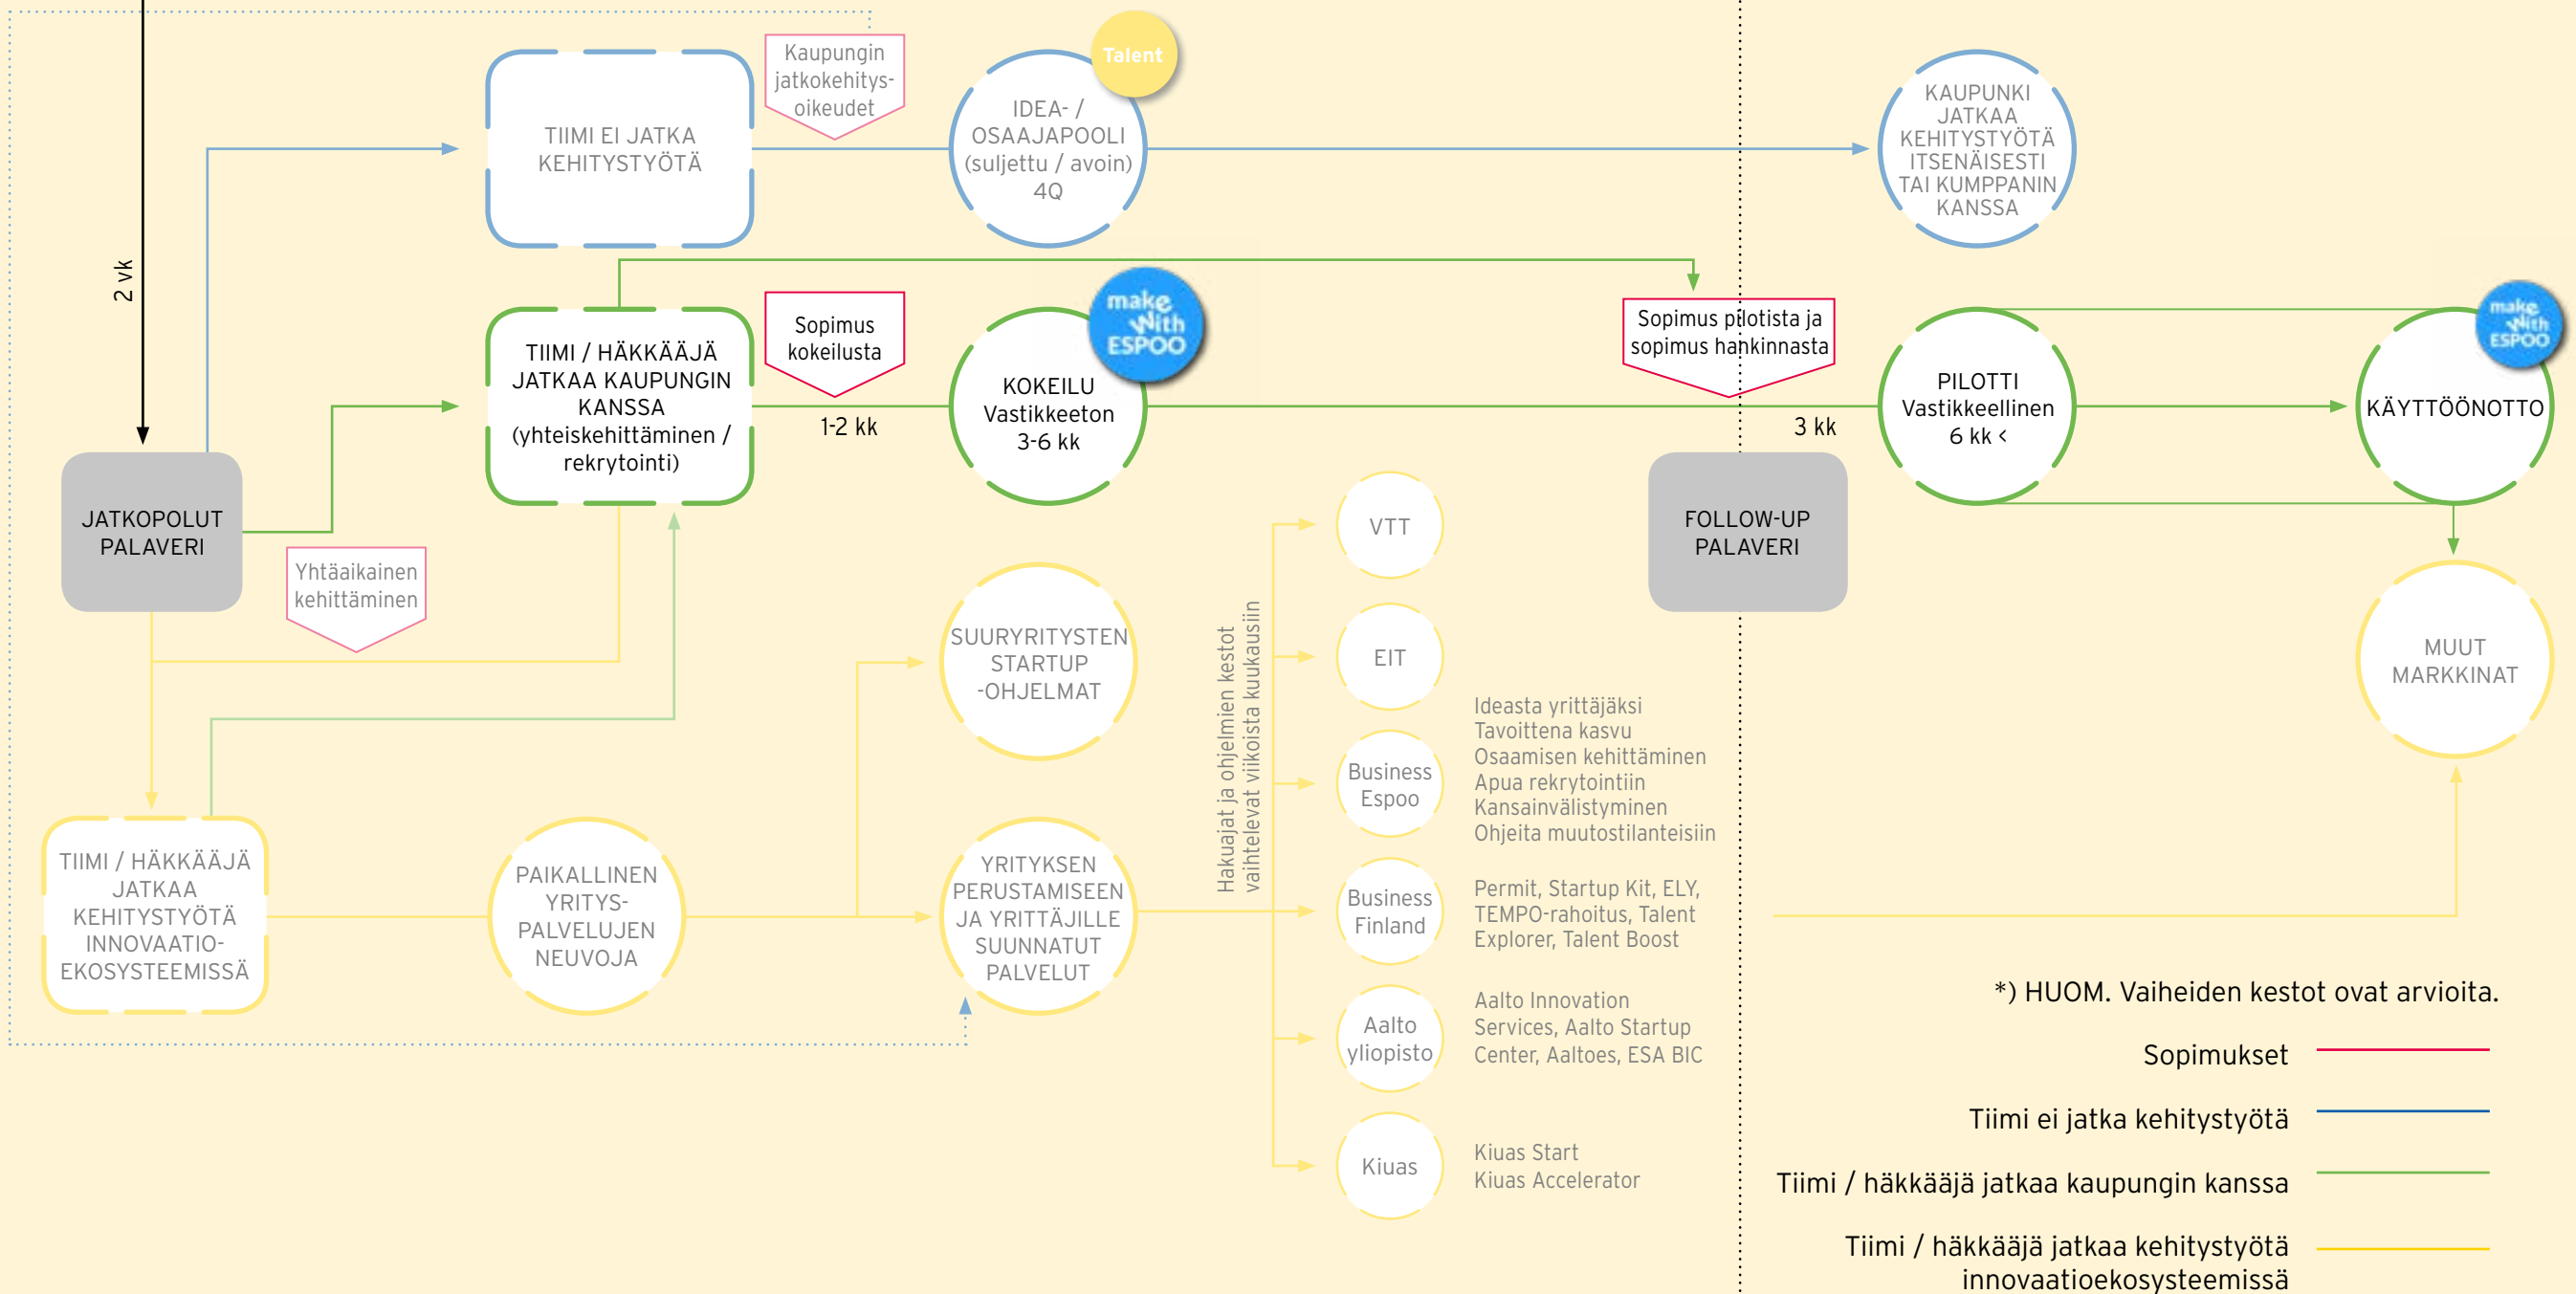 Talent
Kaupungin
jatkokehitys-
oikeudet
TIIMI EI JATKA
KEHITYSTYÖTÄ
IDEA- /
OSAAJAPOOLI
(suljettu / avoin)
4Q
KAUPUNKI
JATKAA
KEHITYSTYÖTÄ
ITSENÄISESTI
TAI KUMPPANIN
KANSSA
2 vk
TIIMI / HÄKKÄÄJÄ
JATKAA KAUPUNGIN
KANSSA
(yhteiskehittäminen /
rekrytointi)
Sopimus
kokeilusta
1-2 kk
make
With
ESPOO
KOKEILU
Vastikkeeton
3-6 kk
Sopimus pilotista ja
sopimus hankinnasta
3 kk
PILOTTI
Vastikkeellinen
6 kk <
make
With
ESPOO
KÄYTTÖÖNOTTO
JATKOPOLUT
PALAVERI
Yhtäaikainen
kehittäminen
FOLLOW-UP
PALAVERI
SUURYRITYSTEN
STARTUP
-OHJELMAT
MUUT
MARKKINAT
TIIMI / HÄKKÄÄJÄ
JATKAA
KEHITYSTYÖTÄ
INNOVAATIO-
EKOSYSTEEMISSÄ
PAIKALLINEN
YRITYS-
PALVELUJEN
NEUVOJA
YRITYKSEN
PERUSTAMISEEN
JA YRITTÄJILLE
SUUNNATUT
PALVELUT
Hakuajat ja ohjelmien kestot
vaihtelevat viikoista kuukausiin
VTT
EIT
Business
Espoo
Ideasta yrittäjäksi
Tavoittena kasvu
Osaamisen kehittäminen
Apua rekrytointiin
Kansainvälistyminen
Ohjeita muutostilanteisiin
Business
Finland
Permit, Startup Kit, ELY,
TEMPO-rahoitus, Talent
Explorer, Talent Boost
Aalto
yliopisto
Aalto Innovation
Services, Aalto Startup
Center, Aaltoes, ESA BIC
Kiuas
Kiuas Start
Kiuas Accelerator
*) HUOM. Vaiheiden kestot ovat arvioita.
Sopimukset
Tiimi ei jatka kehitystyötä
Tiimi / häkkääjä jatkaa kaupungin kanssa
Tiimi / häkkääjä jatkaa kehitystyötä
innovaatioekosysteemissä